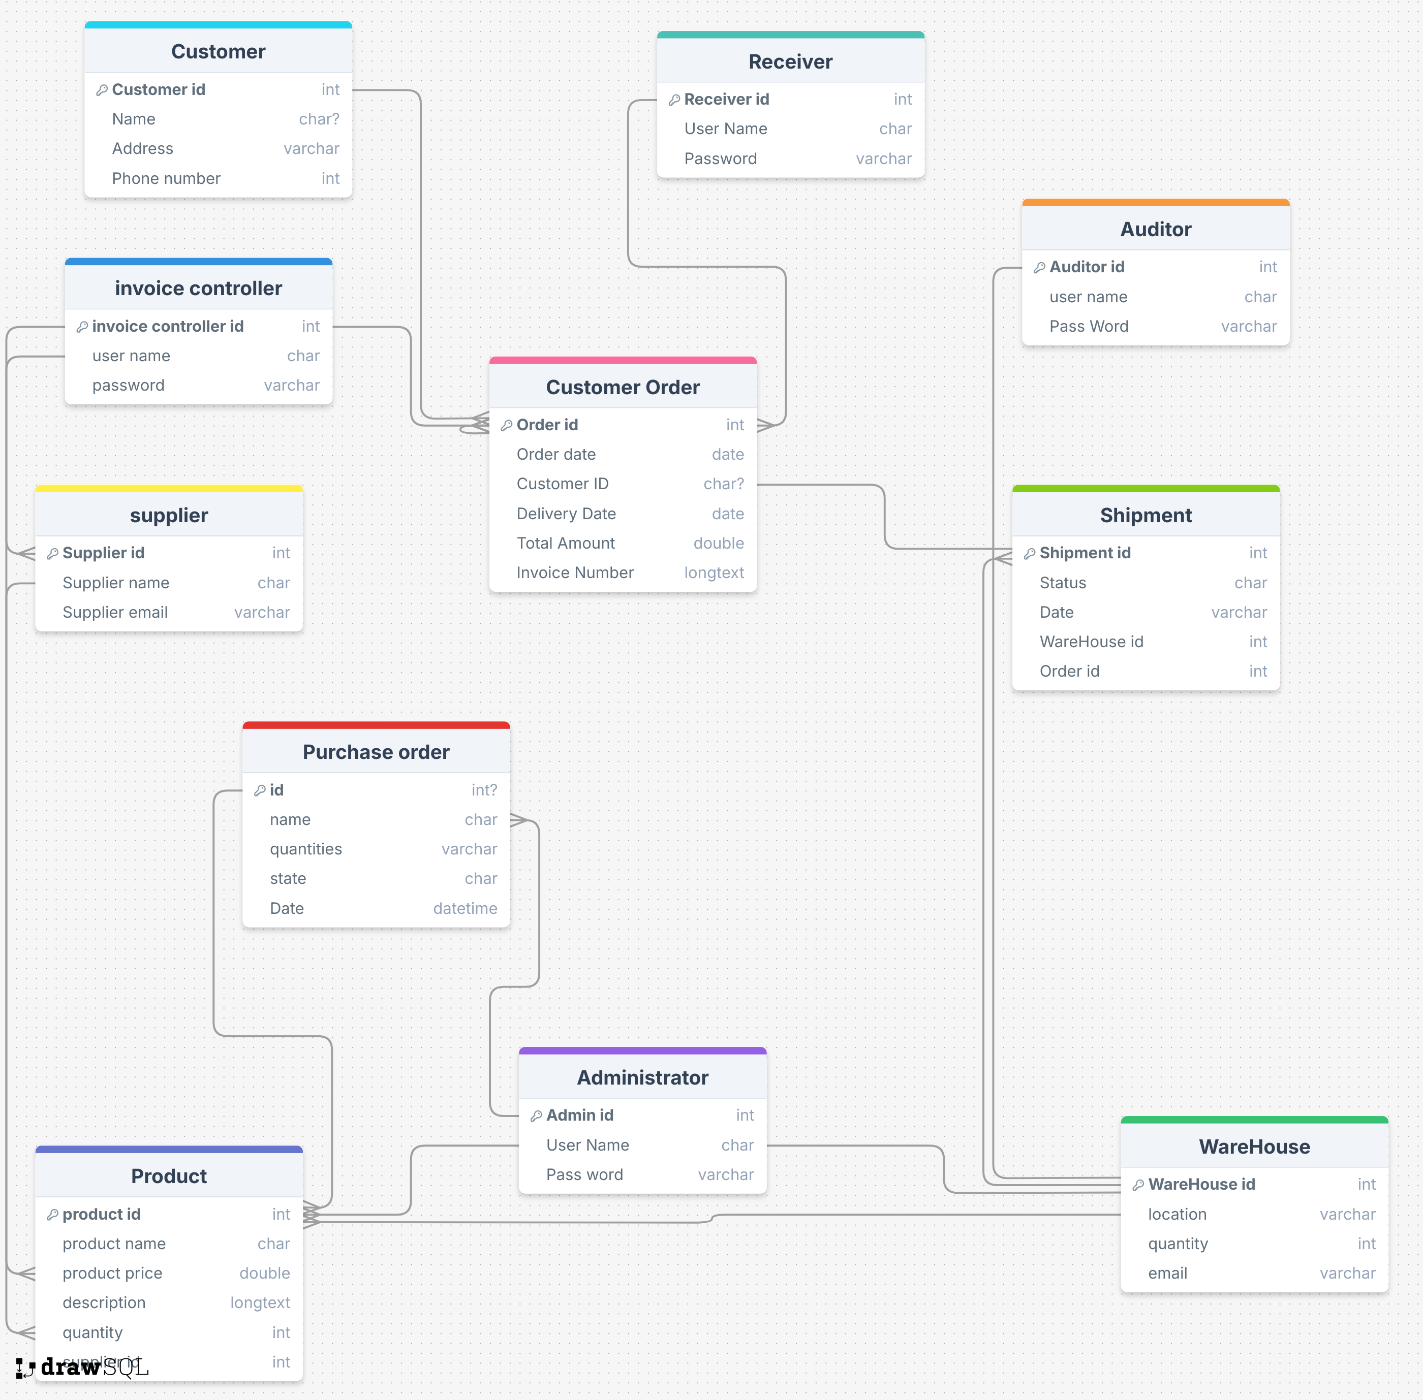 Customer
Customer id int
Name char?
Address varchar
Phone number int
Receiver
Receiver id int
User Name char
Password varchar
Auditor
Auditor id int
user name char
Pass Word varchar
invoice controller
invoice controller id int
user name char
password varchar
Customer Order
Order id int
Order date date
Customer ID char?
Delivery Date date
Total Amount double
Invoice Number longtext
supplier
Supplier id int
Supplier name char
Supplier email varchar
Shipment
Shipment id int
Status char
Date varchar
WareHouse id int
Order id int
Purchase order
id int?
name char
quantities varchar
state char
Date datetime
Administrator
Admin id int
User Name char
Pass word varchar
WareHouse
WareHouse id int
location varchar
quantity int
email varchar
Product
product id int
product name char
product price double
description longtext
quantity int
supplier id int
drawSQL